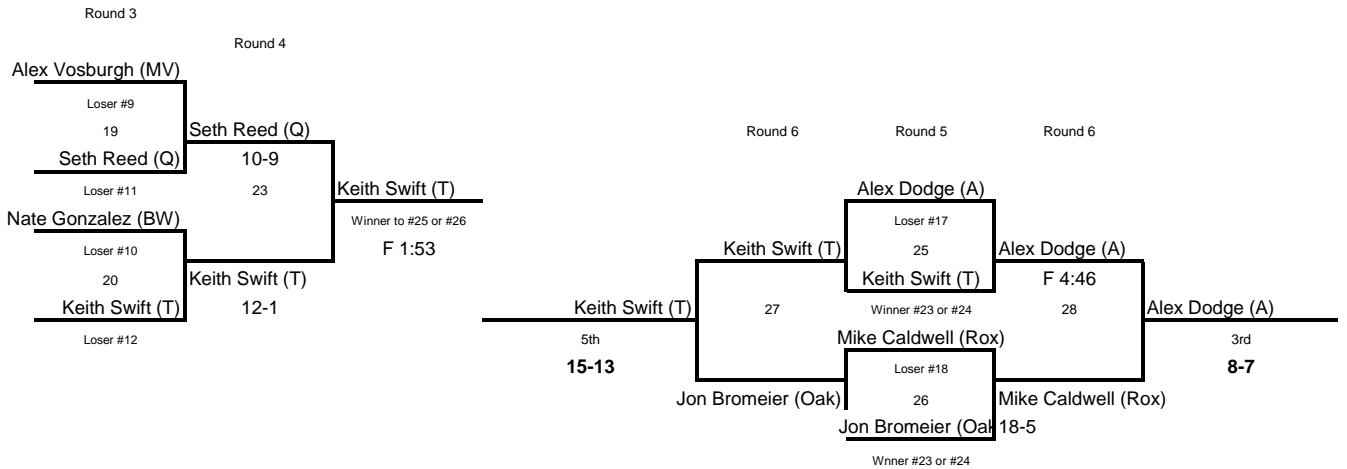 Round 3
Round 4
Alex Vosburgh (MV)
Loser #9
19
Seth Reed (Q)
Seth Reed (Q)
10-9
Loser #11
23
Nate Gonzalez (BW)
Loser #10
20
Keith Swift (T)
Keith Swift (T)
12-1
Loser #12
Keith Swift (T)
Winner to #25 or #26
F 1:53
Round 6
Round 5
Round 6
Alex Dodge (A)
Loser #17
Keith Swift (T)
25
Alex Dodge (A)
Keith Swift (T)
F 4:46
Keith Swift (T)
27
Winner #23 or #24
28
Alex Dodge (A)
5th
Mike Caldwell (Rox)
3rd
15-13
Loser #18
8-7
Jon Bromeier (Oak)
26
Mike Caldwell (Rox)
Jon Bromeier (Oak
18-5
Wnner #23 or #24